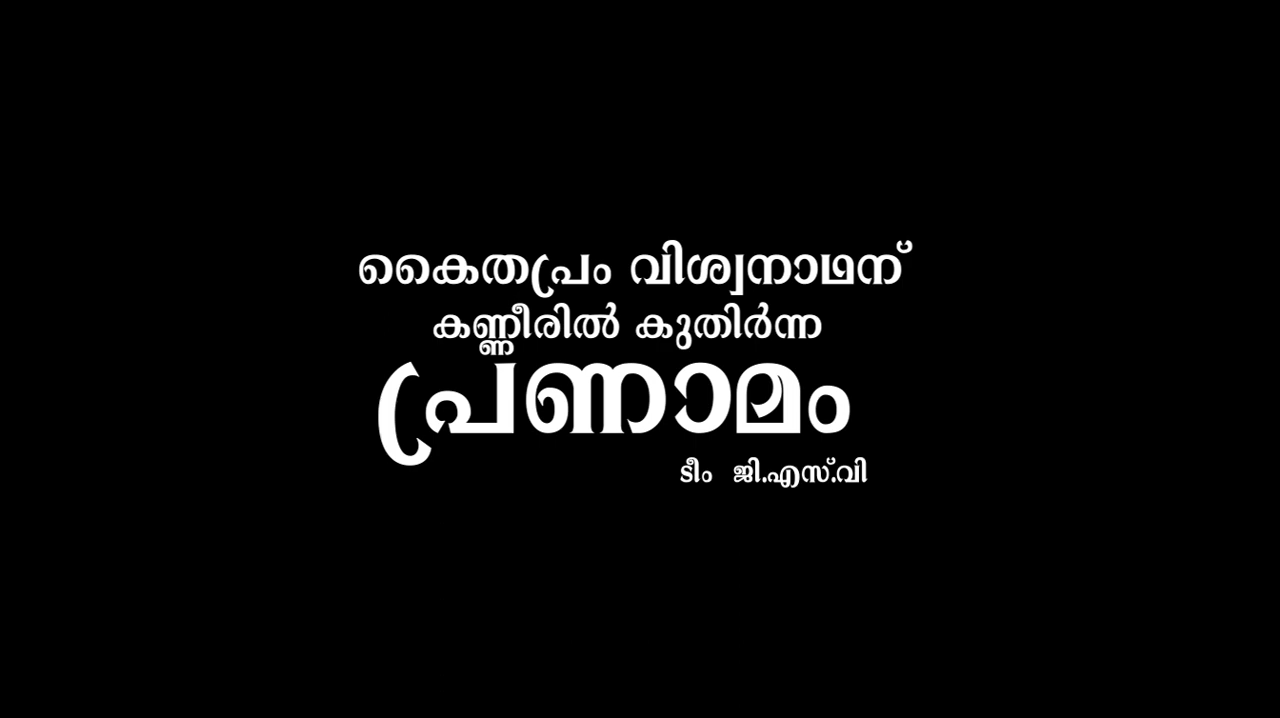 കൈതപ്രം വിശ്വനാഥന്
കണ്ണീരിൽ കുതിർന്ന
പ്രണാമം
ടീം ജി.എസ്.വി